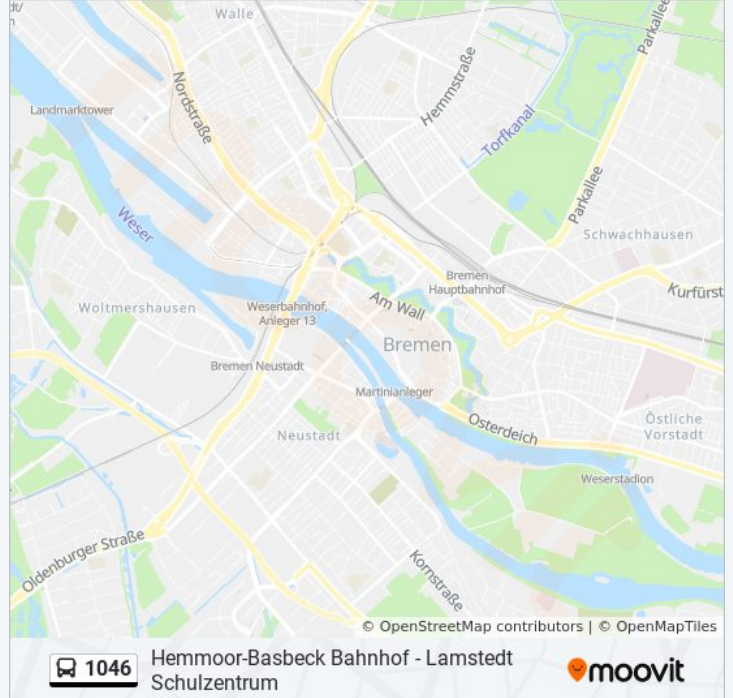 dt/
n
Walle
Parkallee
Hemmstraße
Nordstraße
Landmarktower
Torfkanal
Parkallee
Weser
Schwachhausen
Bremen
Hauptbahnhof
Kurfürst
Am Wall
Woltmershausen
Weserbahnhof,
Anleger 13
Bremen
Bremen Neustadt
Martinianleger
Osterdeich
Östliche
Vorstadt
Neustadt
Weserstadion
Oldenburger Straße
Kornstraße
© OpenStreetMap contributors | © OpenMapTiles
1046
Hemmoor-Basbeck Bahnhof - Lamstedt
Schulzentrum
moovit